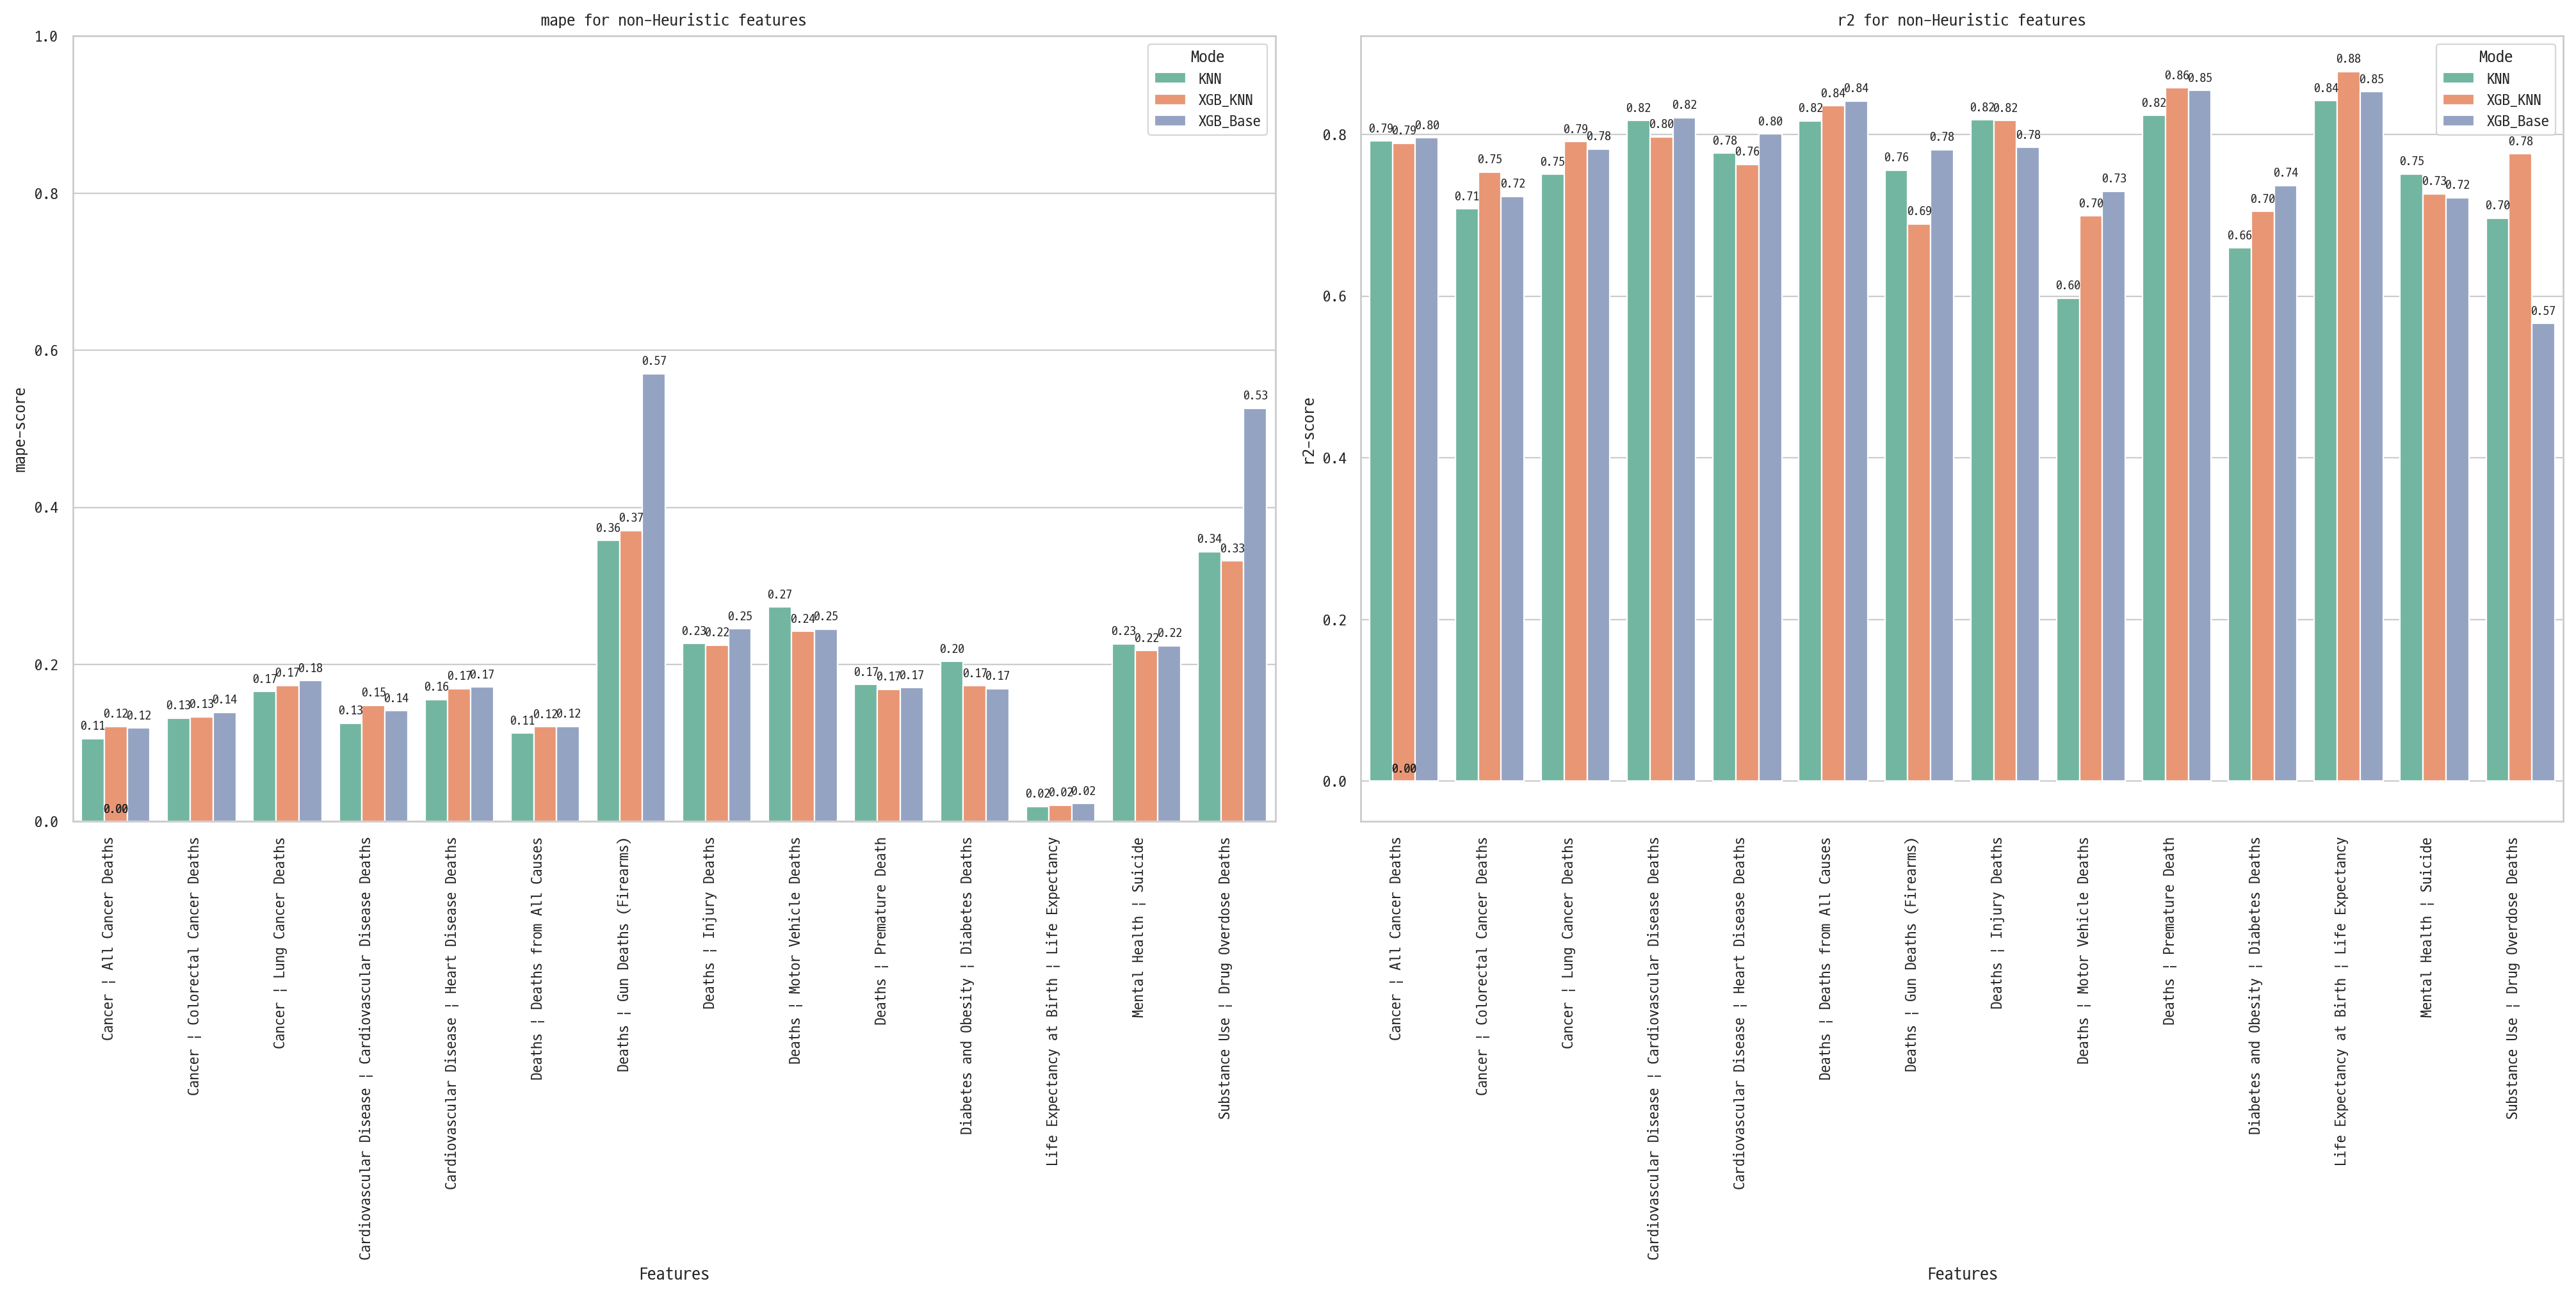 mape for non-Heuristic features
1.0
0.8
0.6
0.4
0.2
0.0
mape-score
Mode
KNN
XGB_KNN
XGB_Base
0.11
0.12
0.12
0.00
0.13
0.13
0.14
0.17
0.17
0.18
0.13
0.15
0.14
0.16
0.17
0.17
0.11
0.12
0.12
0.36
0.37
0.57
0.23
0.22
0.25
0.27
0.24
0.25
0.17
0.17
0.17
0.20
0.17
0.17
0.02
0.02
0.02
0.23
0.22
0.22
0.34
0.33
0.53
Cancer ¦ All Cancer Deaths
Cancer ¦ Colorectal Cancer Deaths
Cancer ¦ Lung Cancer Deaths
Cardiovascular Disease ¦ Cardiovascular Disease Deaths
Cardiovascular Disease ¦ Heart Disease Deaths
Deaths ¦ Deaths from All Causes
Deaths ¦ Gun Deaths (Firearms)
Deaths ¦ Injury Deaths
Deaths ¦ Motor Vehicle Deaths
Deaths ¦ Premature Death
Diabetes and Obesity ¦ Diabetes Deaths
Life Expectancy at Birth ¦ Life Expectancy
Mental Health ¦ Suicide
Substance Use ¦ Drug Overdose Deaths
Features
r2 for non-Heuristic features
0.8
0.6
0.4
0.2
0.0
r2-score
Mode
KNN
XGB_KNN
XGB_Base
0.79
0.79
0.80
0.00
0.71
0.75
0.72
0.75
0.79
0.78
0.82
0.80
0.82
0.78
0.76
0.80
0.82
0.84
0.84
0.76
0.69
0.78
0.82
0.82
0.78
0.60
0.70
0.73
0.82
0.86
0.85
0.66
0.70
0.74
0.84
0.88
0.85
0.75
0.73
0.72
0.70
0.78
0.57
Cancer ¦ All Cancer Deaths
Cancer ¦ Colorectal Cancer Deaths
Cancer ¦ Lung Cancer Deaths
Cardiovascular Disease ¦ Cardiovascular Disease Deaths
Cardiovascular Disease ¦ Heart Disease Deaths
Deaths ¦ Deaths from All Causes
Deaths ¦ Gun Deaths (Firearms)
Deaths ¦ Injury Deaths
Deaths ¦ Motor Vehicle Deaths
Deaths ¦ Premature Death
Diabetes and Obesity ¦ Diabetes Deaths
Life Expectancy at Birth ¦ Life Expectancy
Mental Health ¦ Suicide
Substance Use ¦ Drug Overdose Deaths
Features